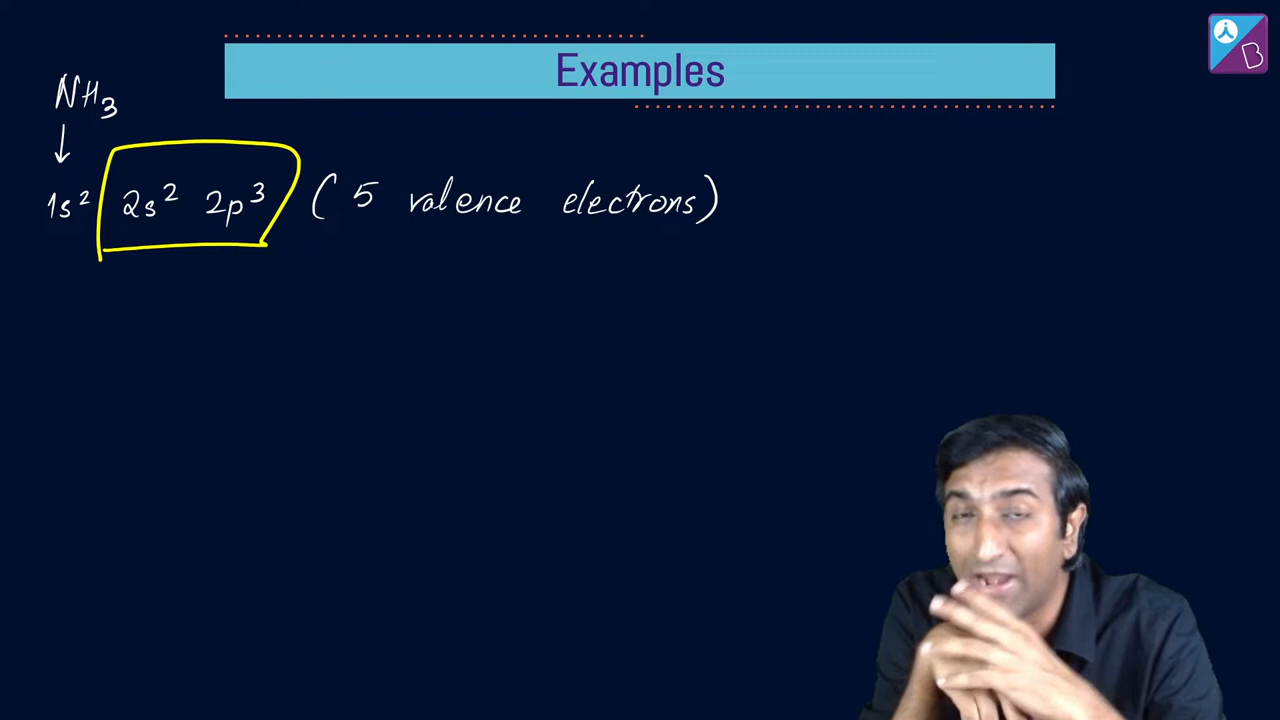 Examples
NH₃
↓
1s² 2s² 2p³ (5 valence electrons)
B